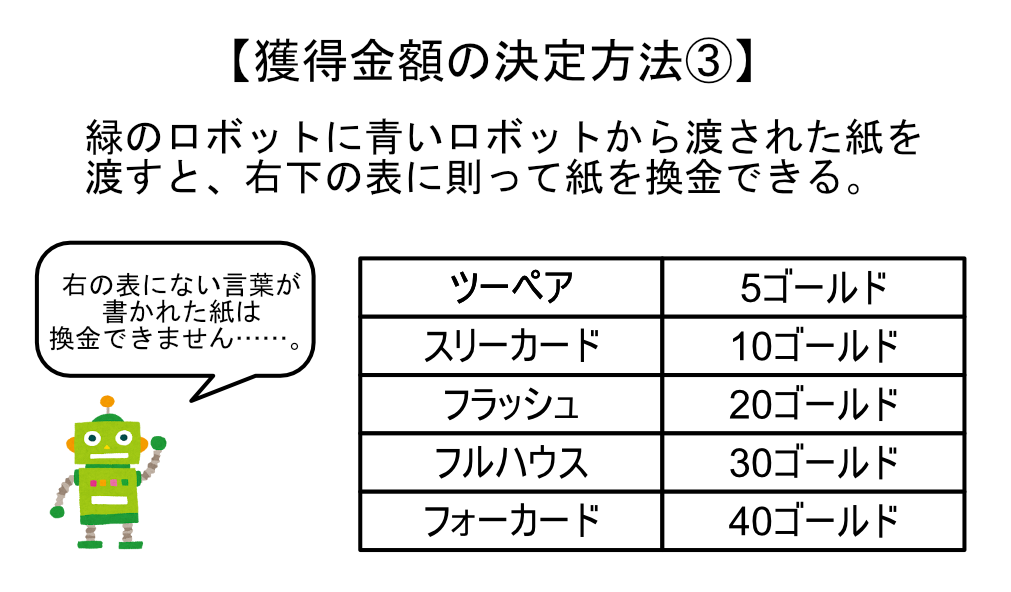 【獲得金額の決定方法③】
緑のロボットに青いロボットから渡された紙を
渡すと、右下の表に則って紙を換金できる。
右の表にない言葉が
書かれた紙は
換金できません……。
ツーペア 5ゴールド
スリーカード 10ゴールド
フラッシュ 20ゴールド
フルハウス 30ゴールド
フォーカード 40ゴールド